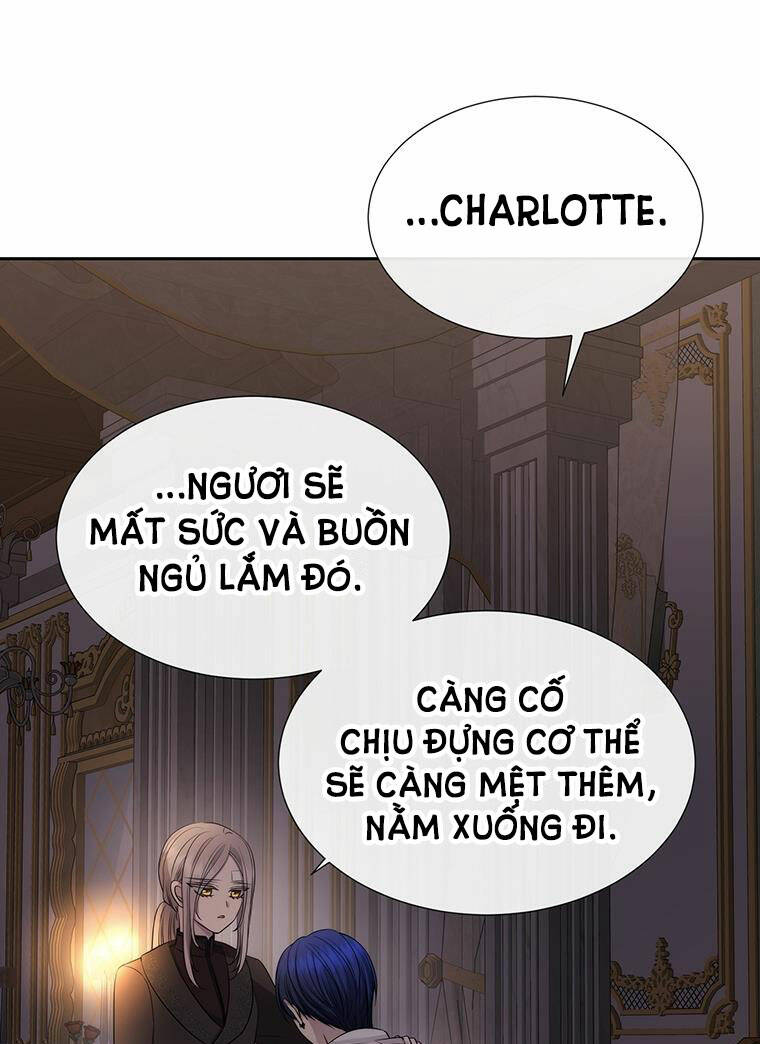 ...CHARLOTTE.
...NGƯƠI SẼ
MẤT SỨC VÀ BUỒN
NGỦ LẮM ĐÓ.
CÀNG CỐ
CHỊU ĐỰNG CƠ THỂ
SẼ CÀNG MỆT THÊM,
NẰM XUỐNG ĐI.